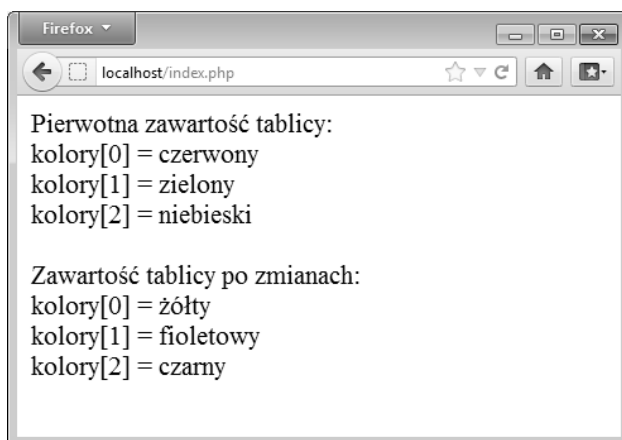 Firefox
localhost/index.php
Pierwotna zawartość tablicy:
kolory[0] = czerwony
kolory[1] = zielony
kolory[2] = niebieski
Zawartość tablicy po zmianach:
kolory[0] = żółty
kolory[1] = fioletowy
kolory[2] = czarny